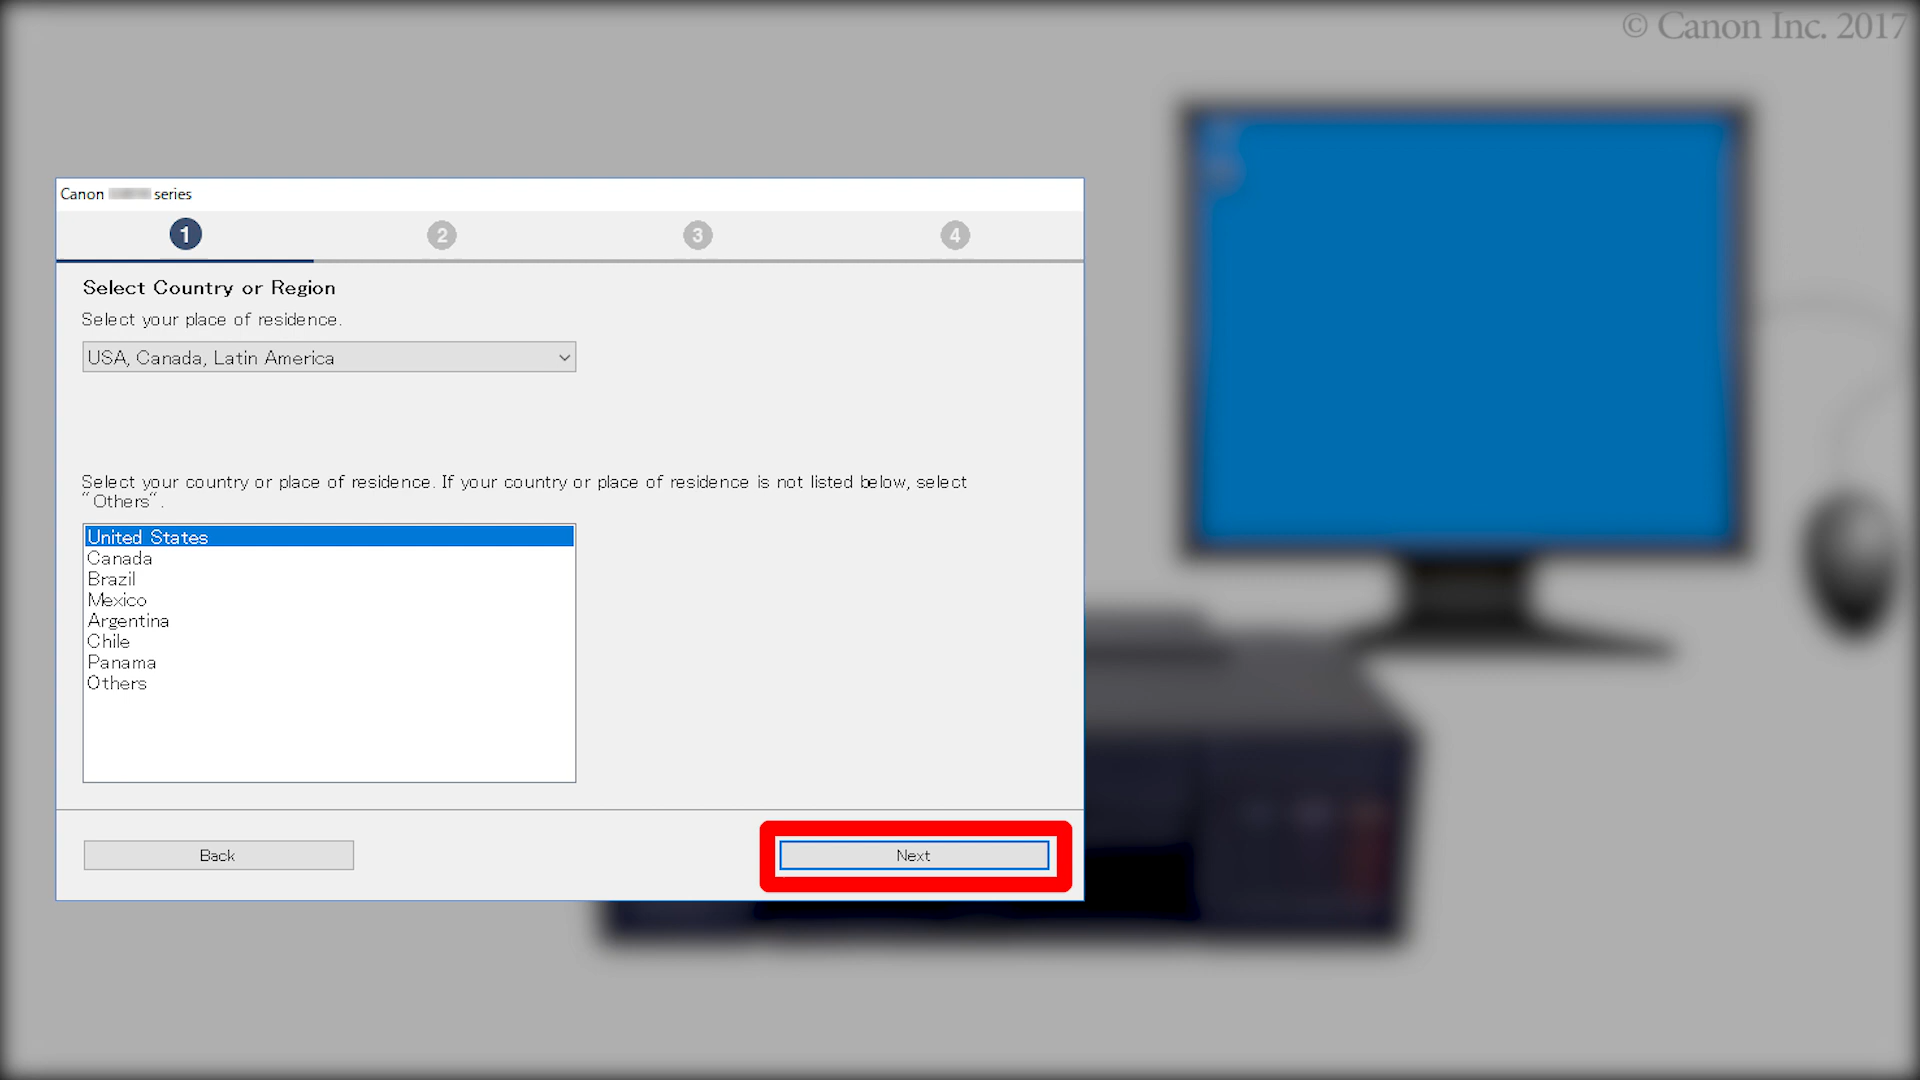 © Canon Inc. 2017
Canon series
1 2 3 4
Select Country or Region
Select your place of residence.
USA, Canada, Latin America
Select your country or place of residence. If your country or place of residence is not listed below, select
"Others".
United States
Canada
Brazil
Mexico
Argentina
Chile
Panama
Others
Back Next